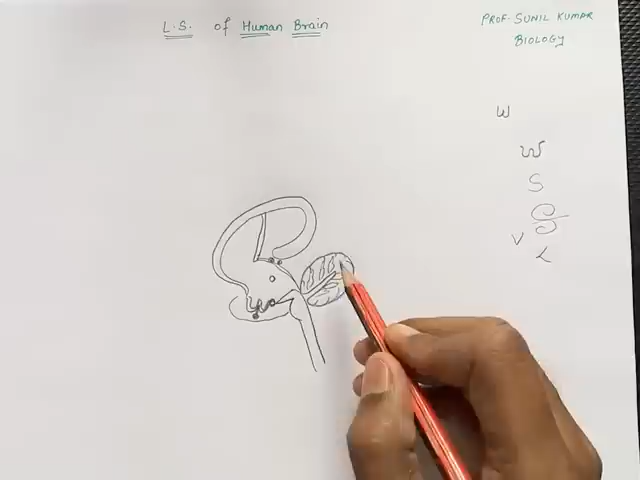 L.S. of Human Brain
PROF. SUNIL KUMAR
BIOLOGY
W
W
S
V
L